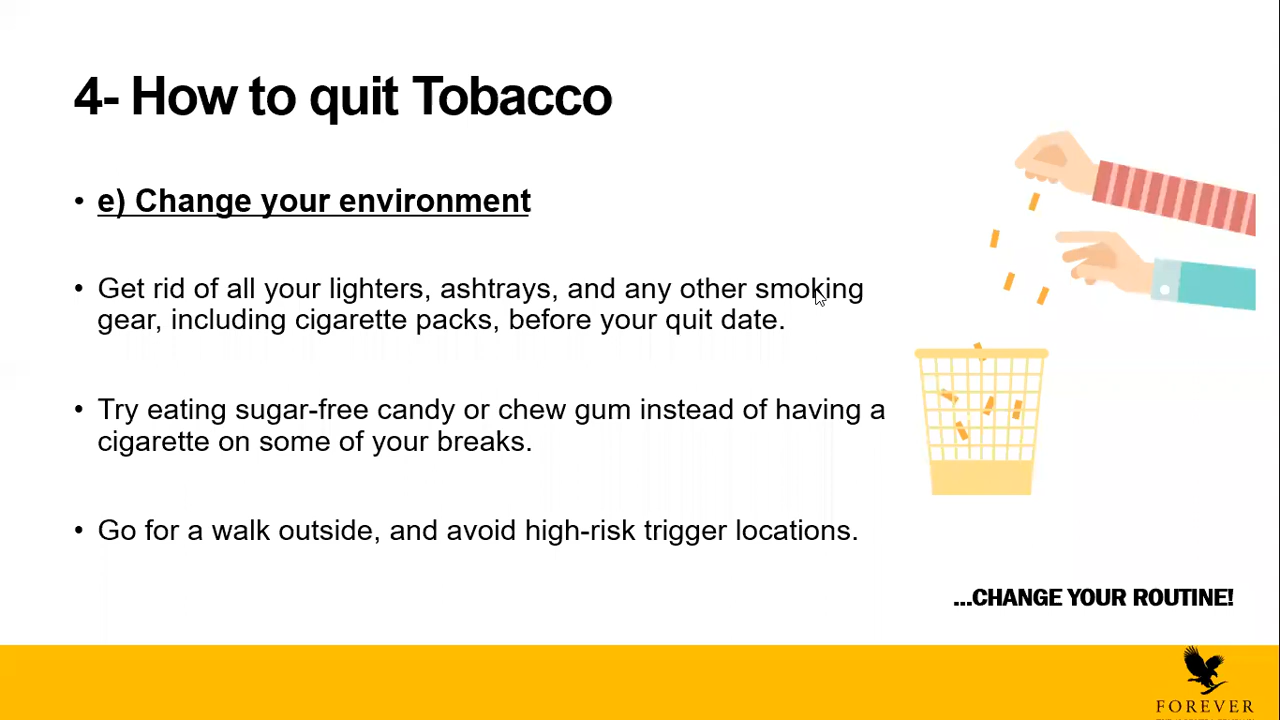 4- How to quit Tobacco
• e) Change your environment
• Get rid of all your lighters, ashtrays, and any other smoking
gear, including cigarette packs, before your quit date.
• Try eating sugar-free candy or chew gum instead of having a
cigarette on some of your breaks.
• Go for a walk outside, and avoid high-risk trigger locations.
...CHANGE YOUR ROUTINE!
FOREVER